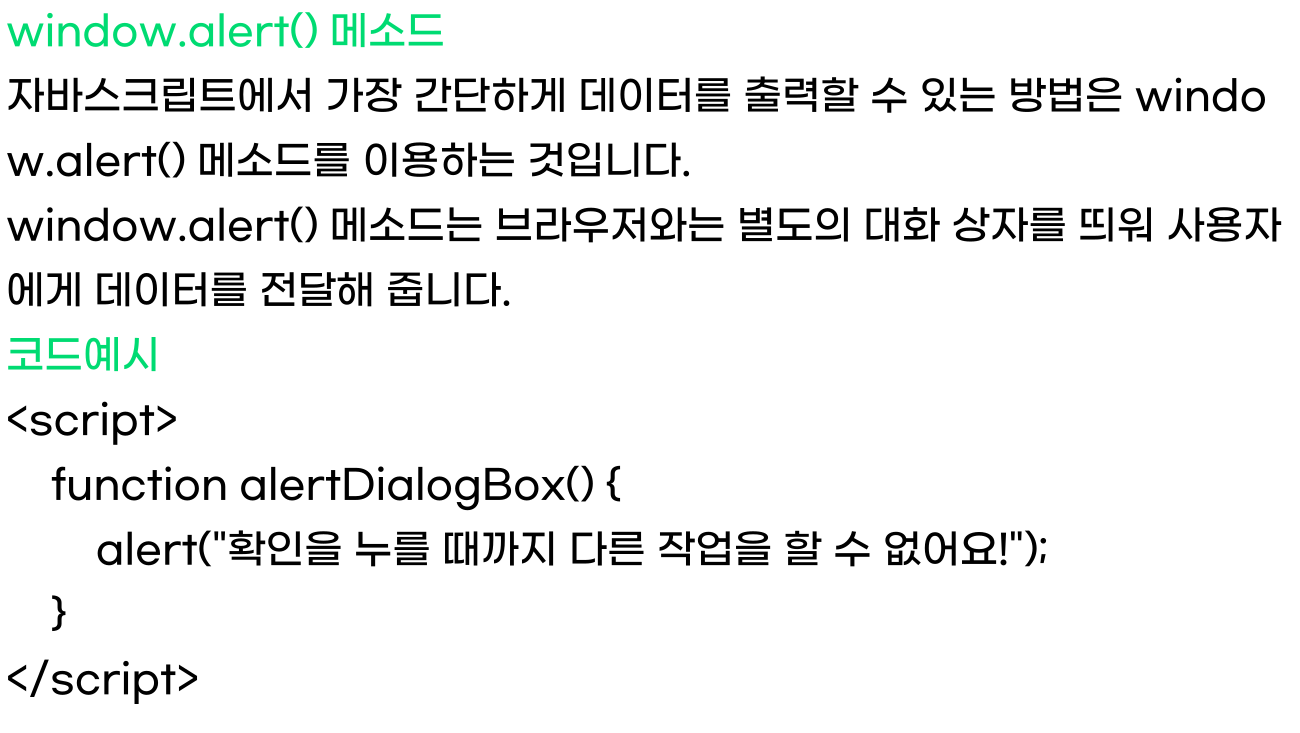 window.alert() 메소드
자바스크립트에서 가장 간단하게 데이터를 출력할 수 있는 방법은 windo
w.alert() 메소드를 이용하는 것입니다.
window.alert() 메소드는 브라우저와는 별도의 대화 상자를 띄워 사용자
에게 데이터를 전달해 줍니다.
코드예시
<script>
    function alertDialogBox() {
        alert("확인을 누를 때까지 다른 작업을 할 수 없어요!");
    }
</script>